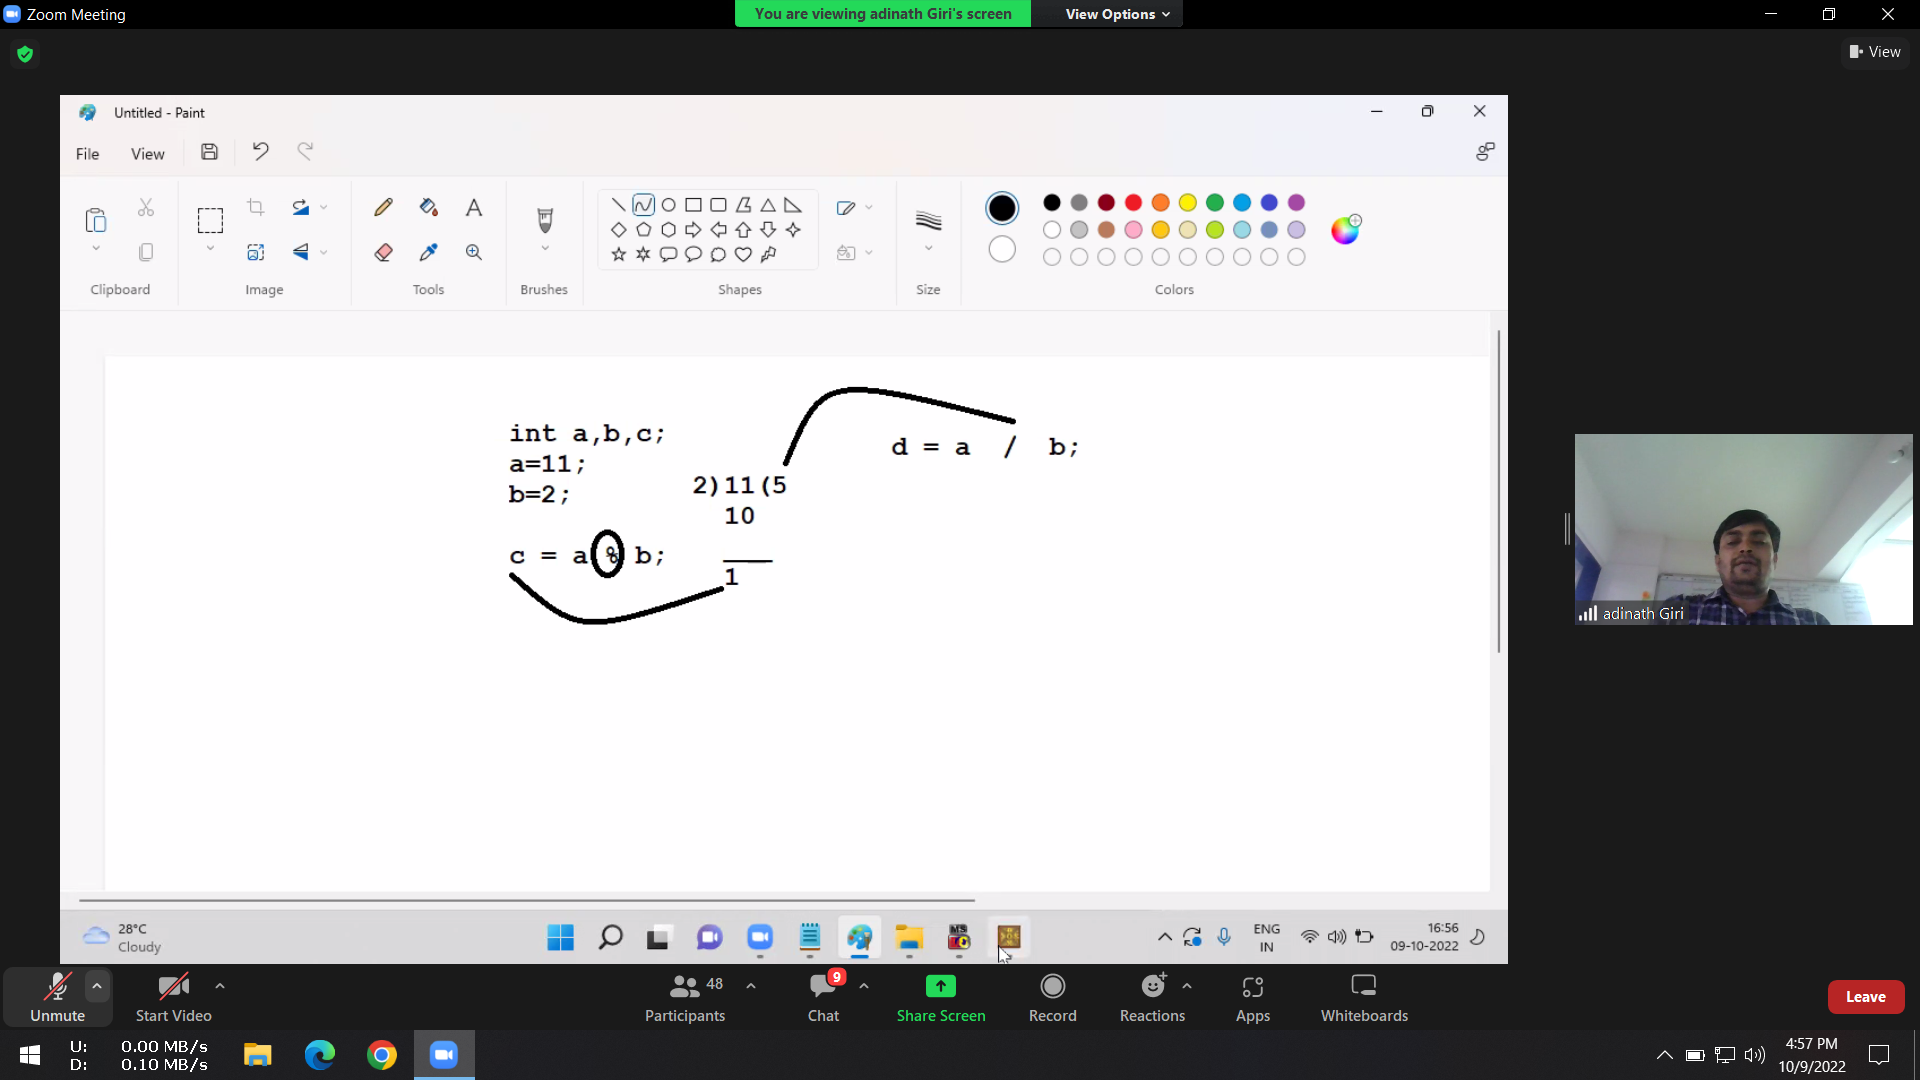 Zoom Meeting
You are viewing adinath Giri's screen
View Options
View
Untitled - Paint
File
View
Clipboard
Image
Tools
Brushes
Shapes
Size
Colors
int a,b,c;
a=11;
b=2;
c = a % b;
2)11(5
10
1
d = a / b;
adinath Giri
28°C
Cloudy
ENG
IN
16:56
09-10-2022
Unmute
Start Video
48
Participants
9
Chat
Share Screen
Record
Reactions
Apps
Whiteboards
Leave
U: 0.00 MB/s
D: 0.10 MB/s
4:57 PM
10/9/2022